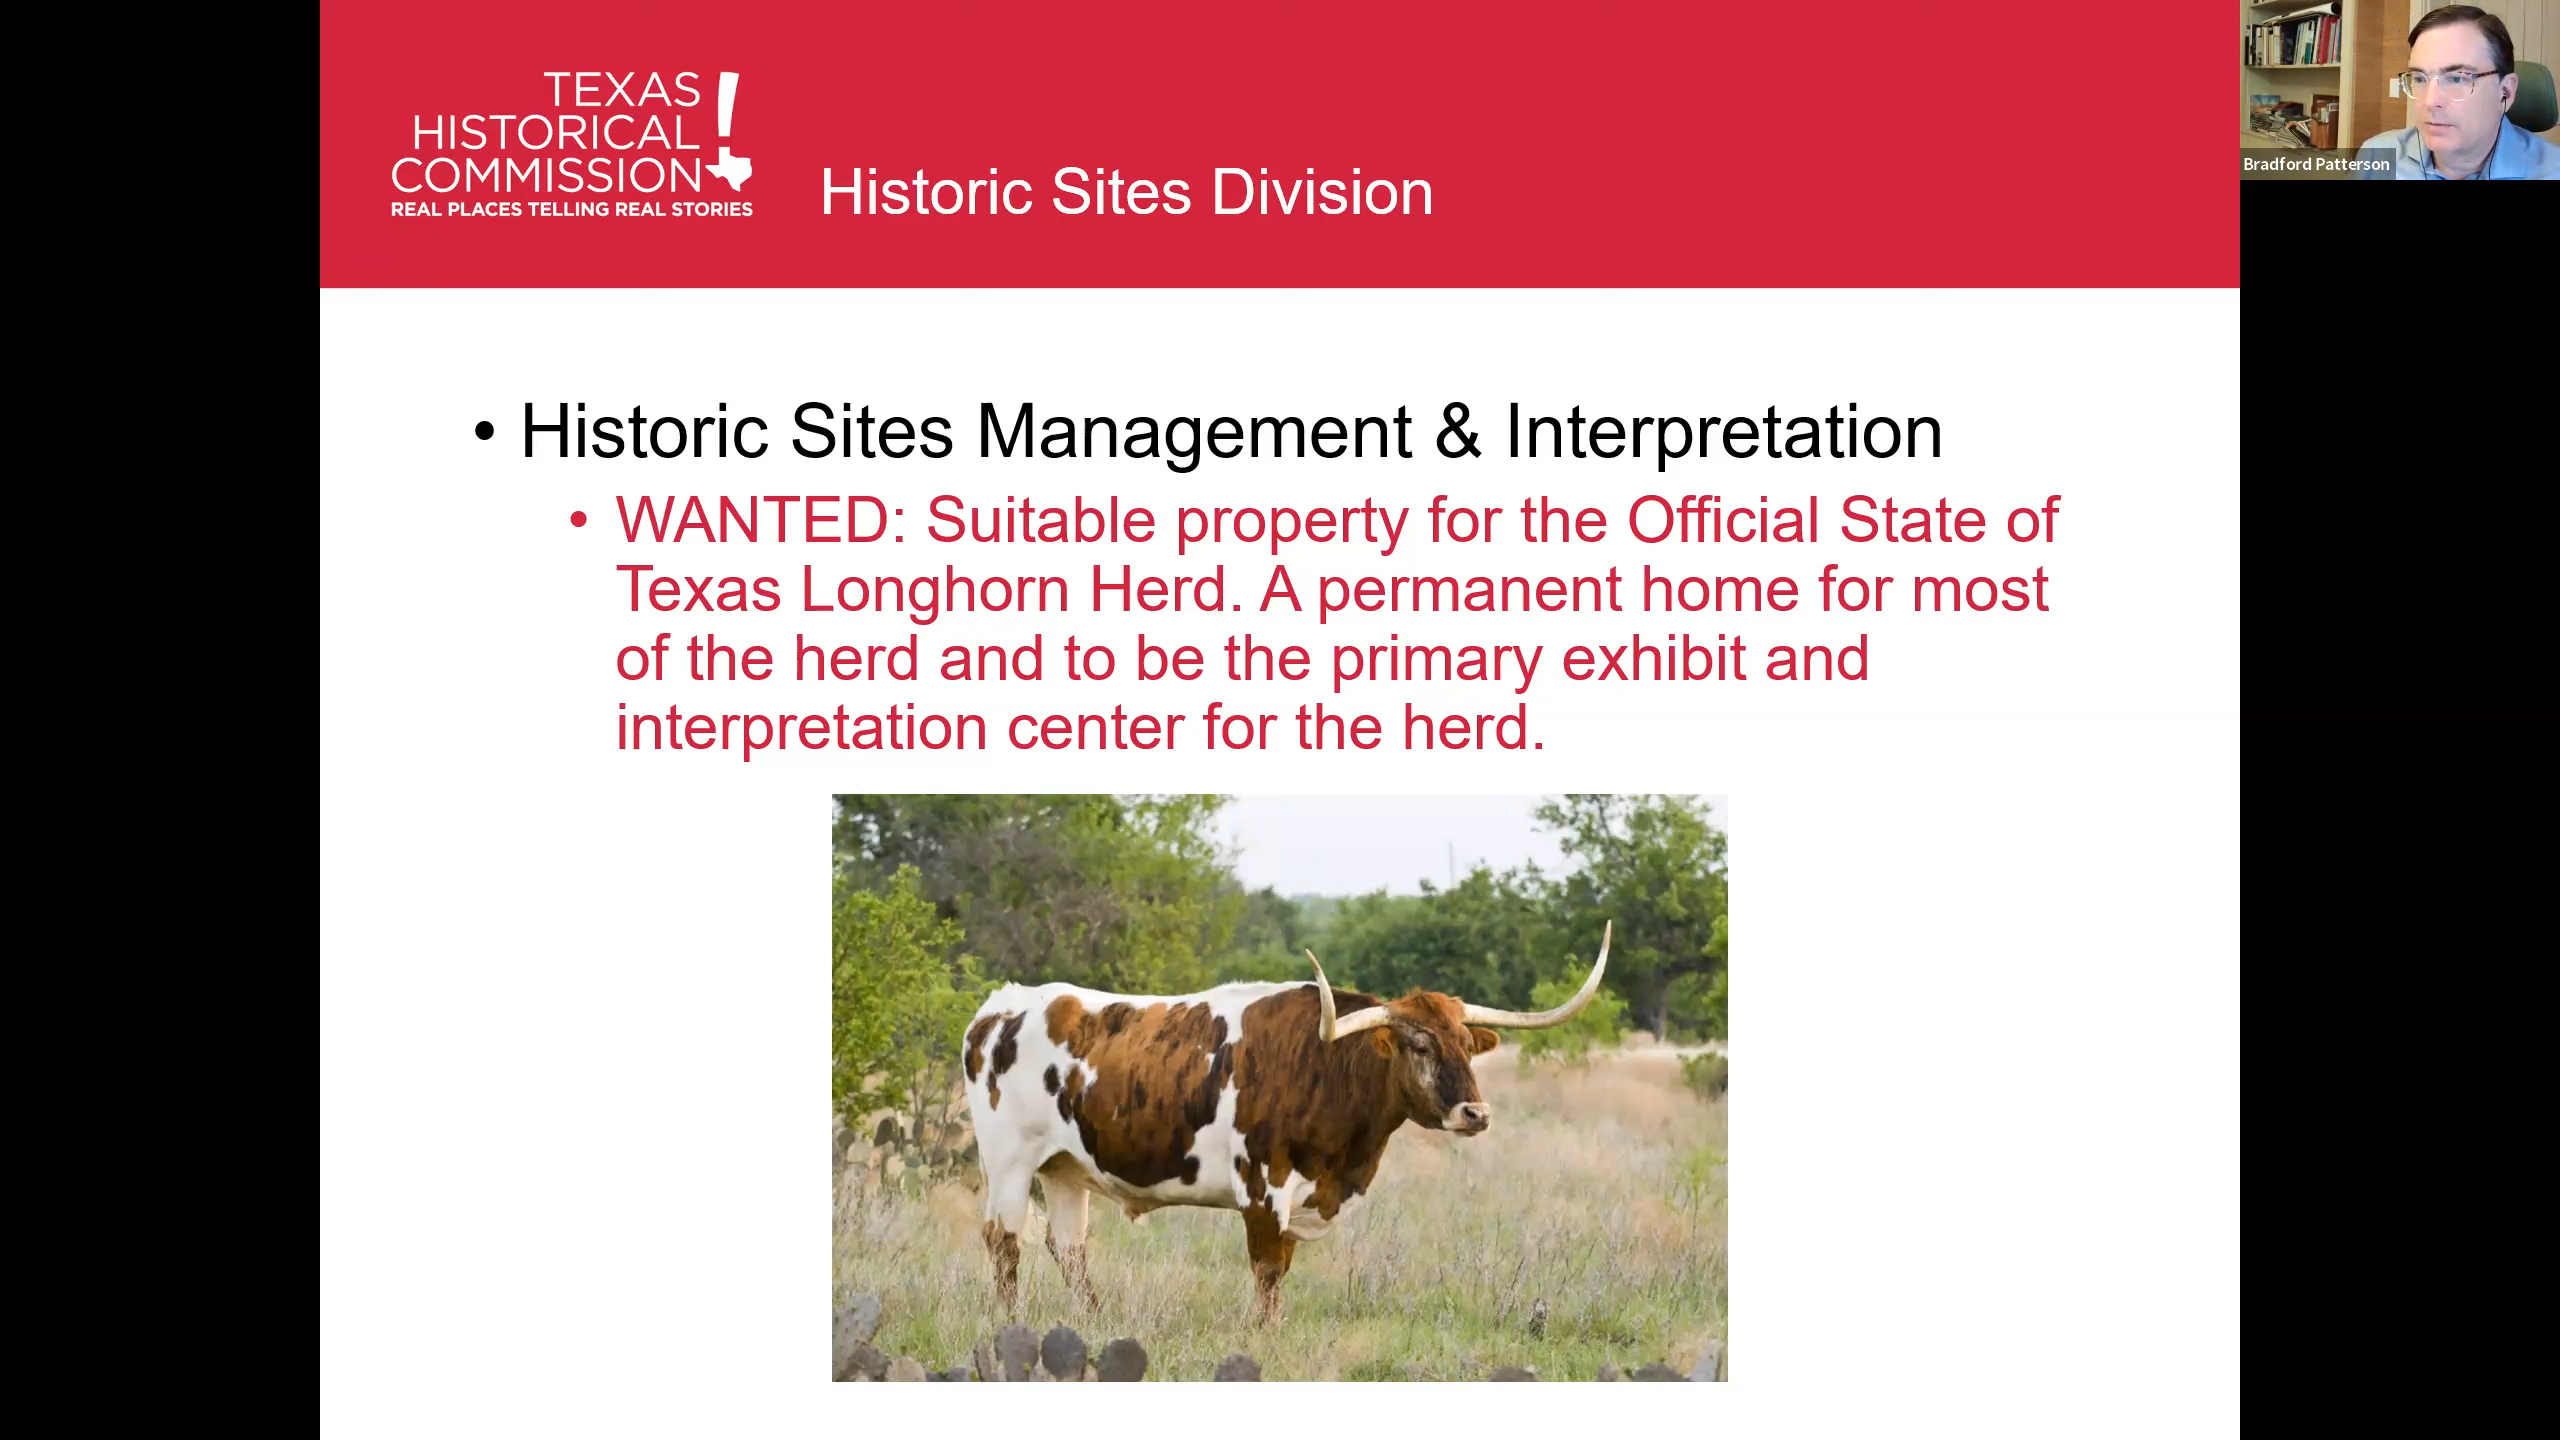 TEXAS
HISTORICAL
COMMISSION
REAL PLACES TELLING REAL STORIES
Historic Sites Division
Bradford Patterson
• Historic Sites Management & Interpretation
• WANTED: Suitable property for the Official State of
Texas Longhorn Herd. A permanent home for most
of the herd and to be the primary exhibit and
interpretation center for the herd.